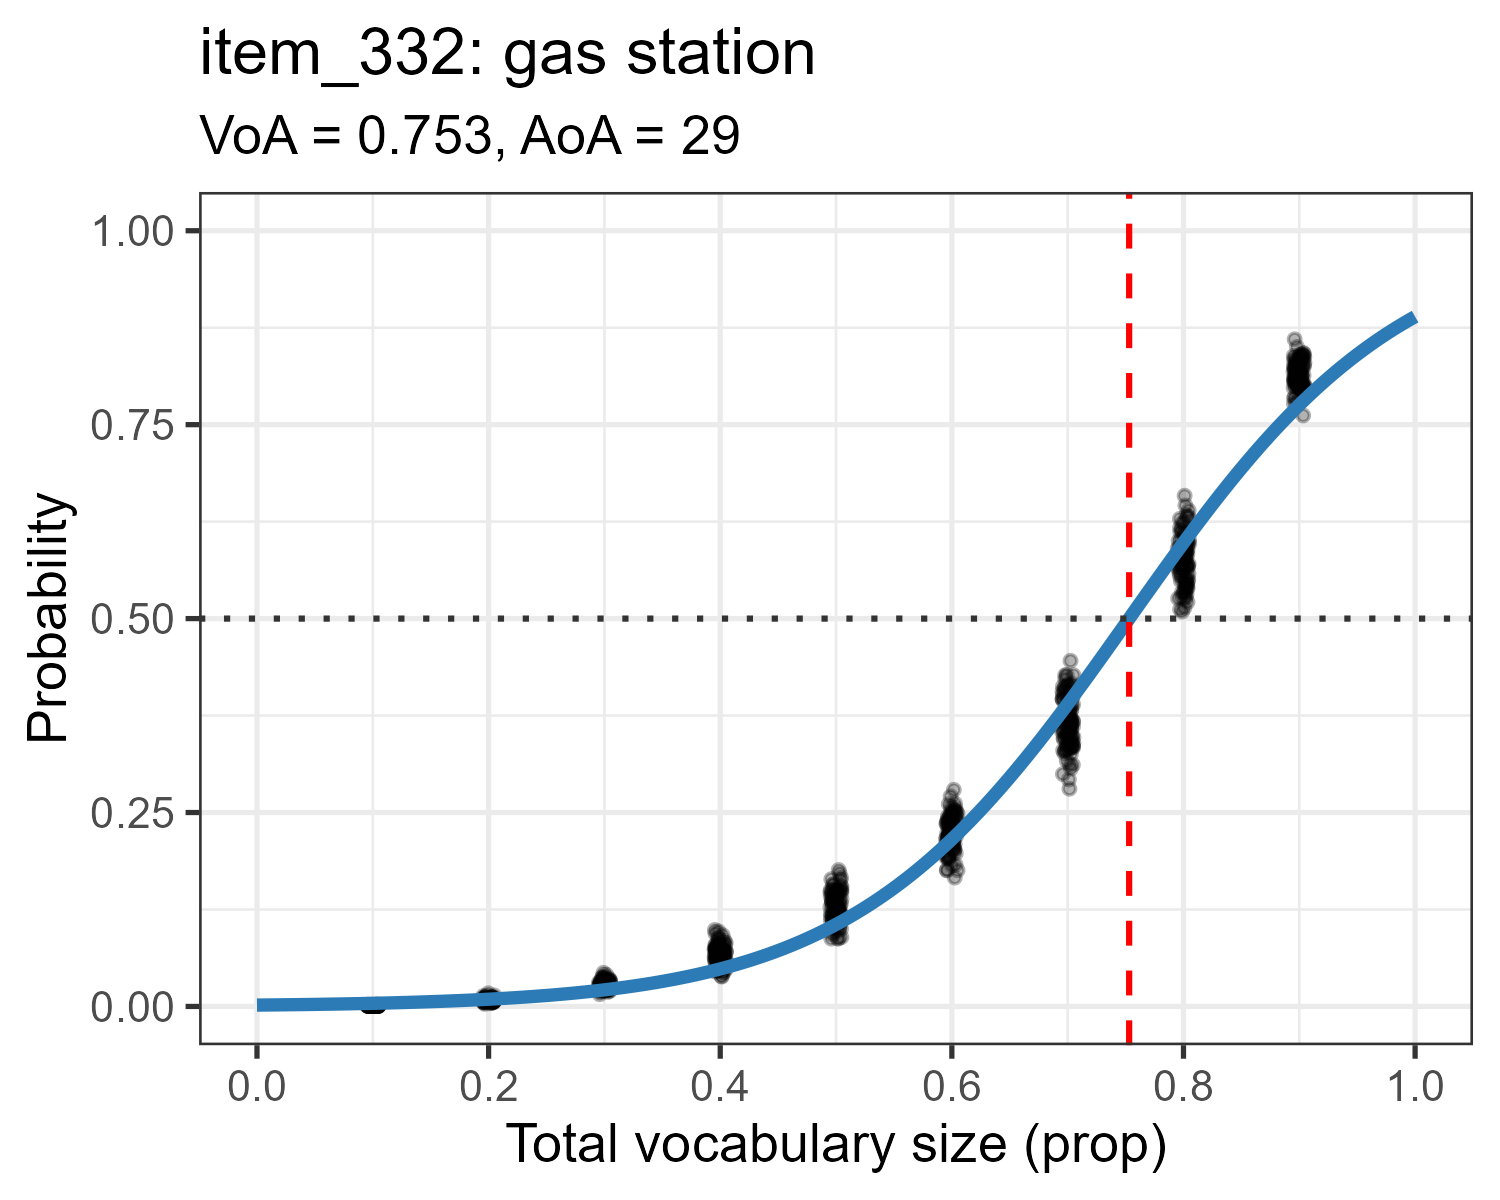 item_332: gas station
VoA = 0.753, AoA = 29
1.00
0.75
0.50
0.25
0.00
Probability
0.0 0.2 0.4 0.6 0.8 1.0
Total vocabulary size (prop)